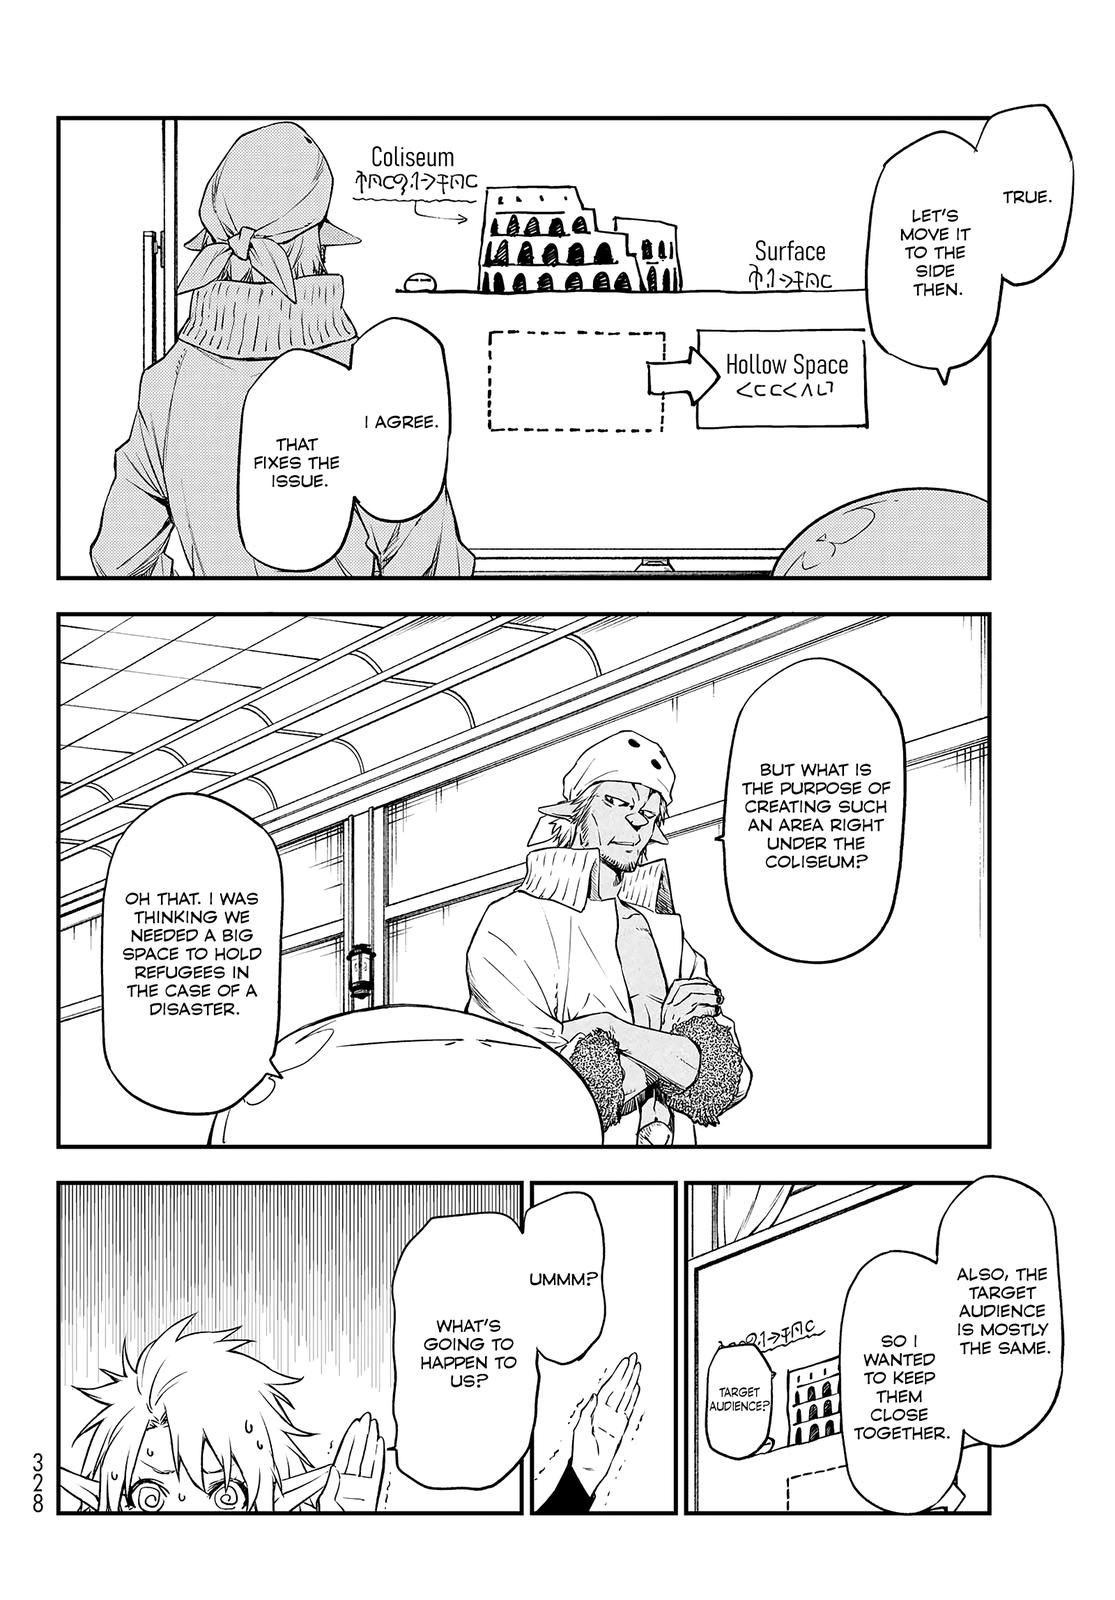 TRUE.
LET'S
MOVE IT
TO THE
SIDE
THEN.
Coliseum
Surface
Hollow Space
I AGREE.
THAT
FIXES THE
ISSUE.
BUT WHAT IS
THE PURPOSE OF
CREATING SUCH
AN AREA RIGHT
UNDER THE
COLISEUM?
OH THAT. I WAS
THINKING WE
NEEDED A BIG
SPACE TO HOLD
REFUGEES IN
THE CASE OF A
DISASTER.
ALSO, THE
TARGET
AUDIENCE
IS MOSTLY
THE SAME.
SO I
WANTED
TO KEEP
THEM
CLOSE
TOGETHER.
TARGET
AUDIENCE?
UMMM?
WHAT'S
GOING TO
HAPPEN TO
US?
328